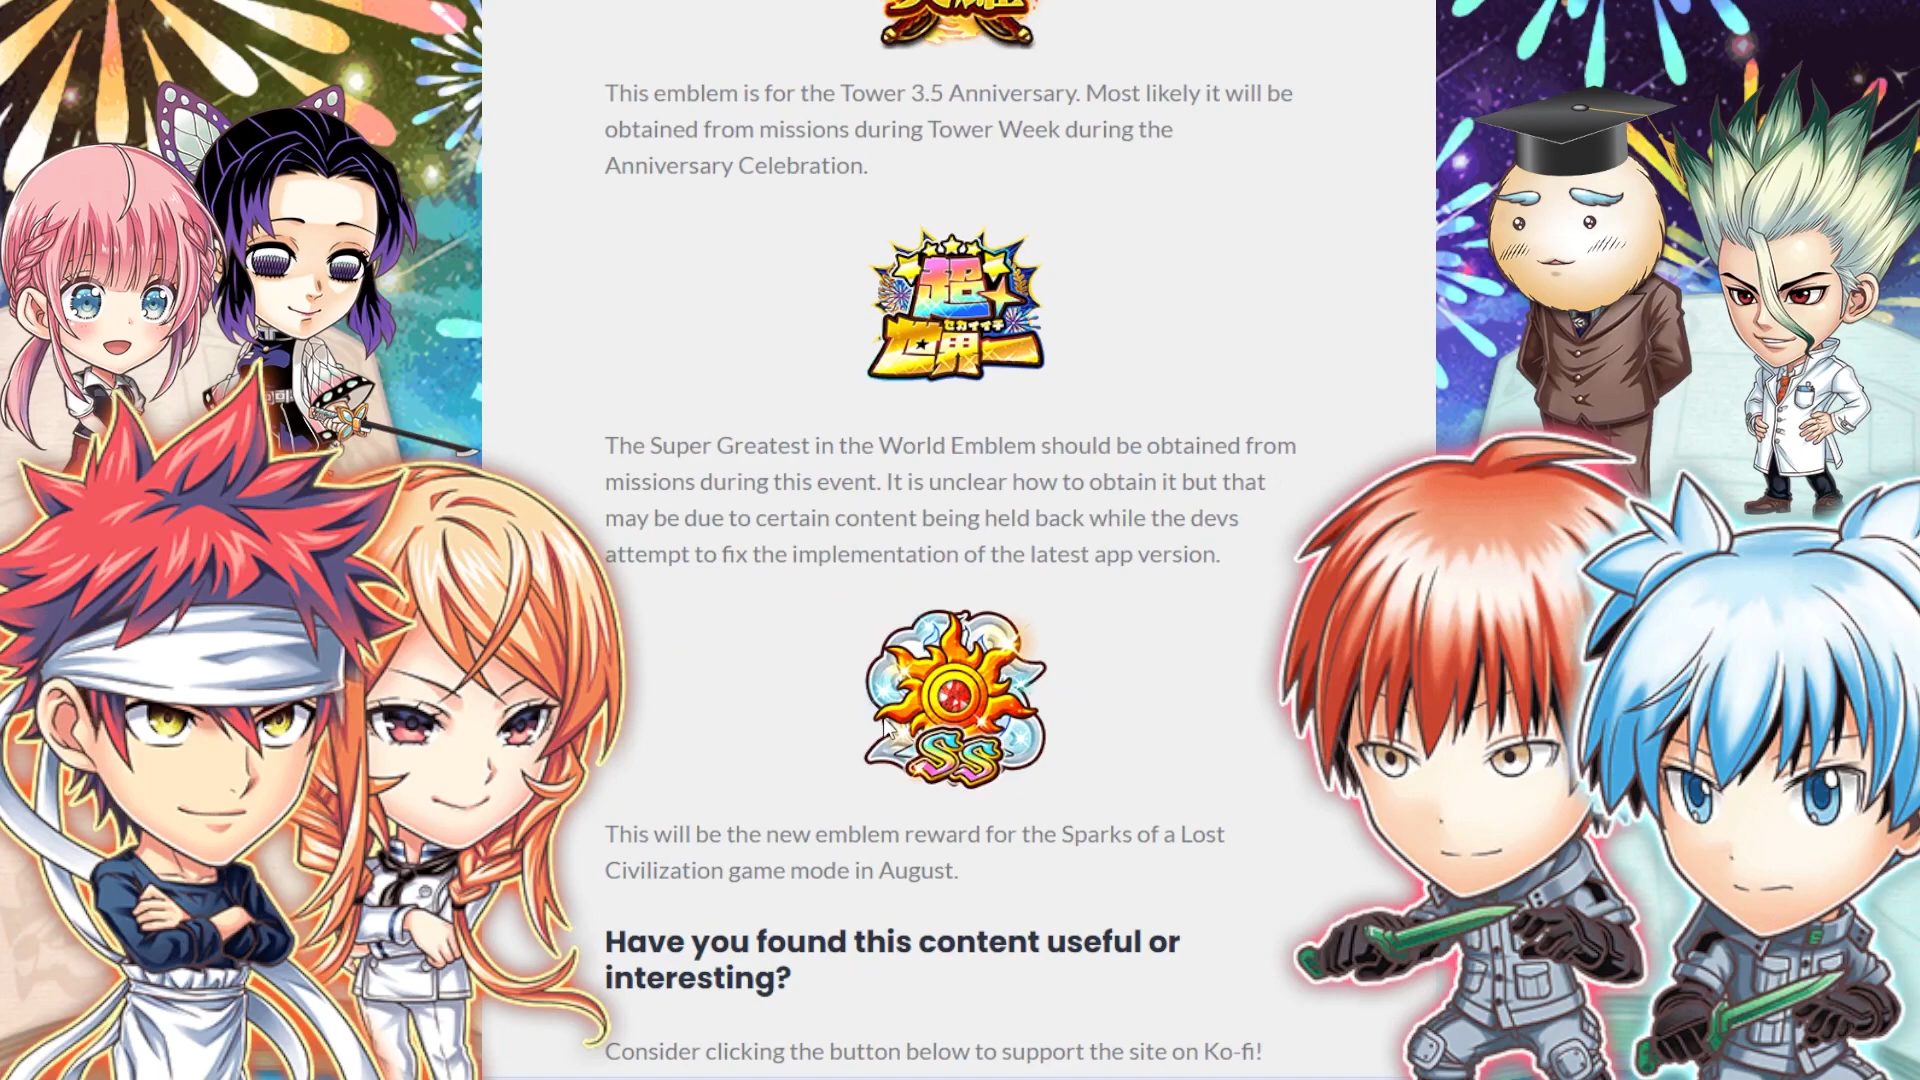 This emblem is for the Tower 3.5 Anniversary. Most likely it will be
obtained from missions during Tower Week during the
Anniversary Celebration.
超
セカイイチ
世界一
The Super Greatest in the World Emblem should be obtained from
missions during this event. It is unclear how to obtain it but that
may be due to certain content being held back while the devs
attempt to fix the implementation of the latest app version.
SS
This will be the new emblem reward for the Sparks of a Lost
Civilization game mode in August.
Have you found this content useful or
interesting?
Consider clicking the button below to support the site on Ko-fi!
E